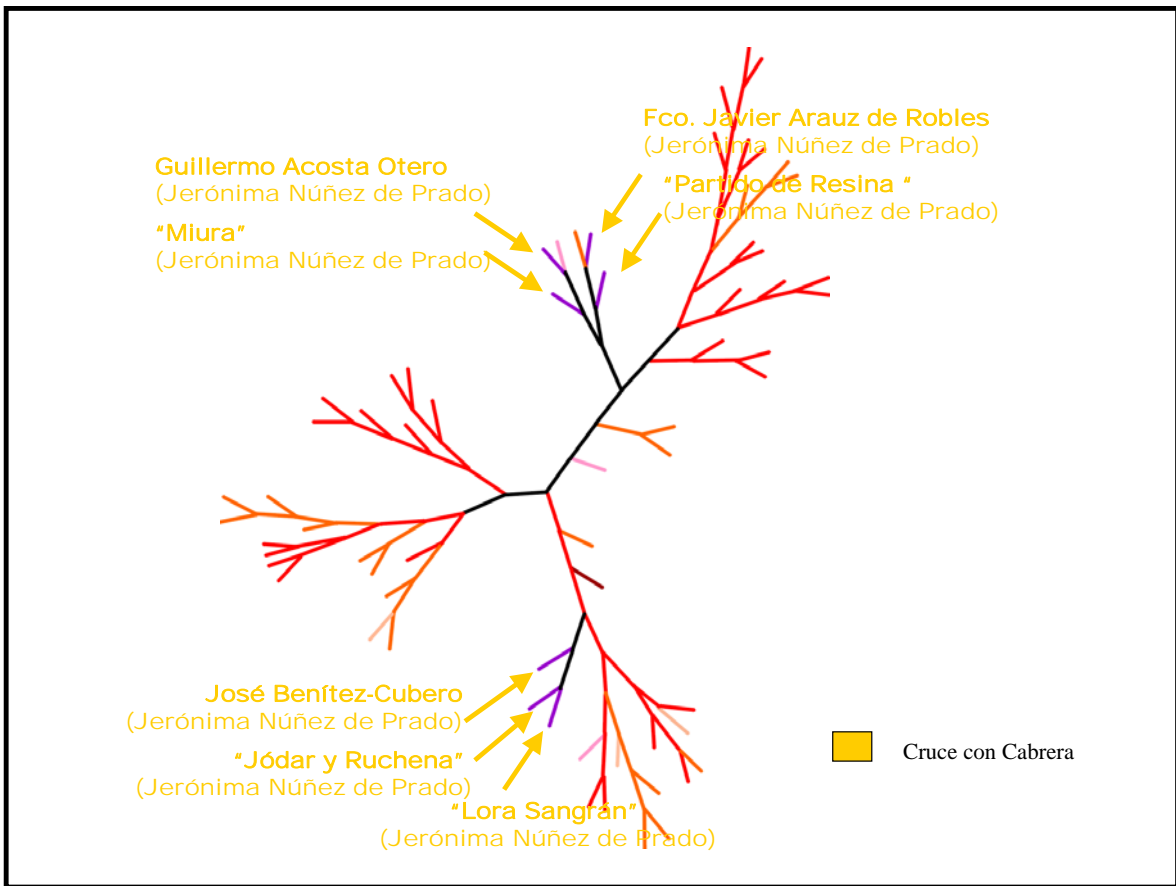 Fco. Javier Arauz de Robles
(Jerónima Núñez de Prado)
Guillermo Acosta Otero
(Jerónima Núñez de Prado)
“Partido de Resina “
(Jerónima Núñez de Prado)
“Miura”
(Jerónima Núñez de Prado)
José Benítez-Cubero
(Jerónima Núñez de Prado)
“Jódar y Ruchena”
(Jerónima Núñez de Prado)
“Lora Sangrán”
(Jerónima Núñez de Prado)
Cruce con Cabrera